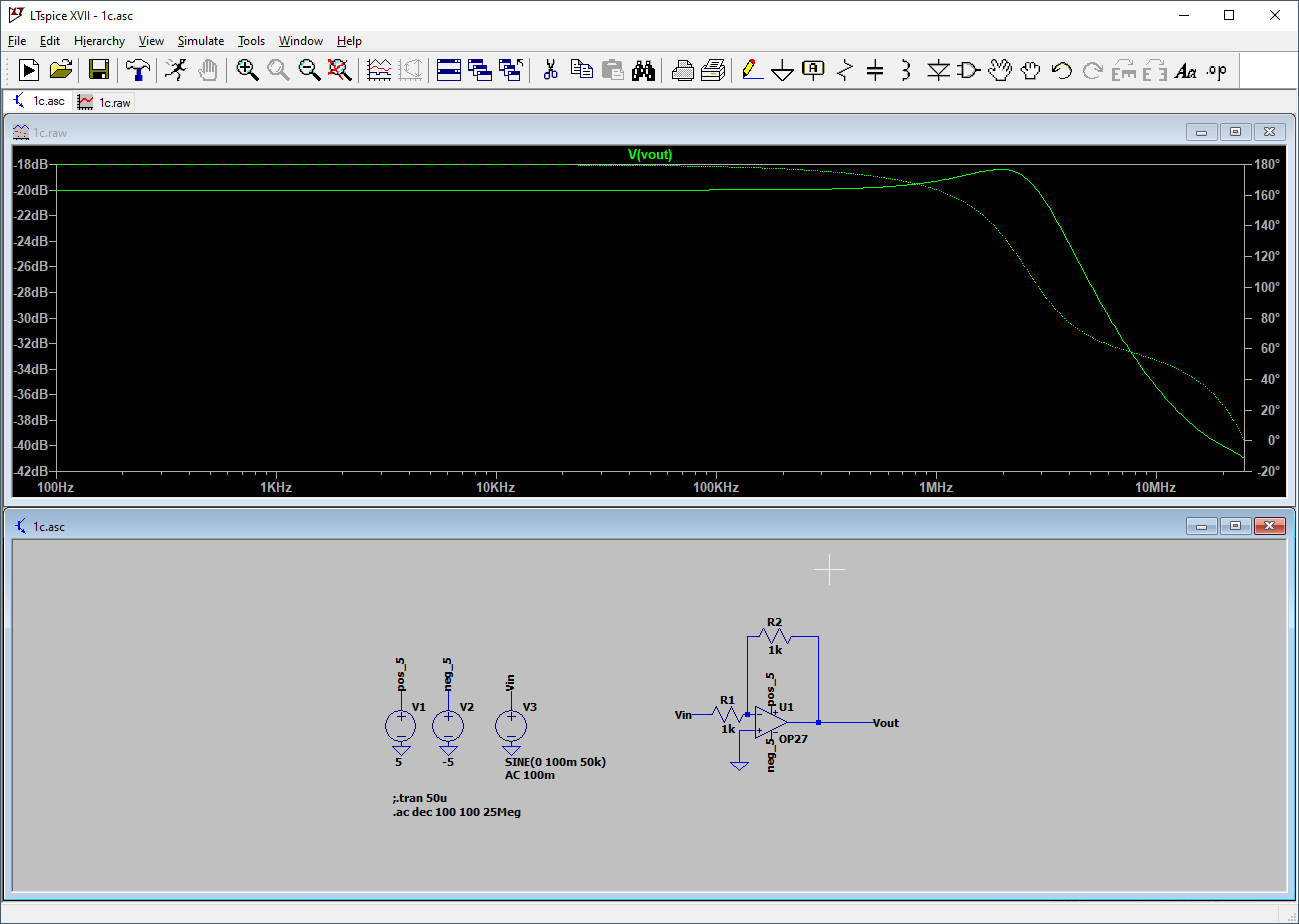 LTspice XVII - 1c.asc
File Edit Hierarchy View Simulate Tools Window Help
1c.asc 1c.raw
1c.raw
V(vout)
-18dB 180°
-20dB 160°
-22dB 140°
-24dB 120°
-26dB 100°
-28dB 80°
-30dB 60°
-32dB 40°
-34dB 20°
-36dB 0°
-38dB -20°
-40dB
-42dB
100Hz 1KHz 10KHz 100KHz 1MHz 10MHz
1c.asc
pos_5
V1
5
neg_5
V2
-5
Vin
V3
SINE(0 100m 50k)
AC 100m
;.tran 50u
.ac dec 100 100 25Meg
R2
1k
Vin
R1
1k
pos_5
U1
OP27
neg_5
Vout